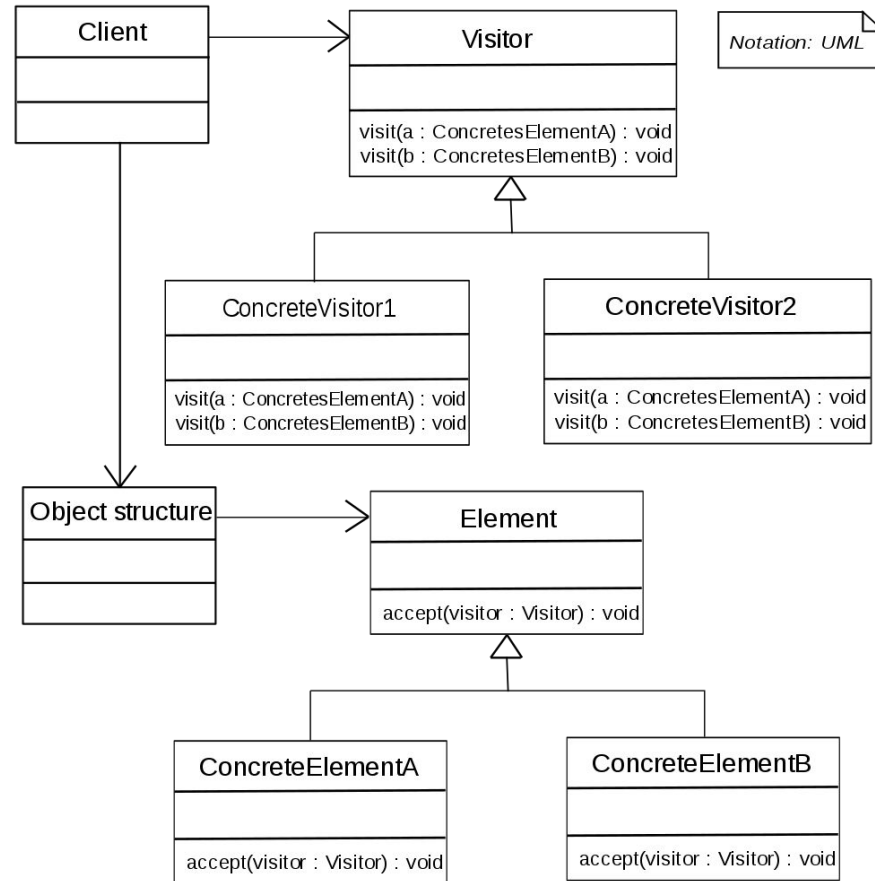 Client
Visitor
Notation: UML
visit(a : ConcretesElementA) : void
visit(b : ConcretesElementB) : void
ConcreteVisitor1
visit(a : ConcretesElementA) : void
visit(b : ConcretesElementB) : void
ConcreteVisitor2
visit(a : ConcretesElementA) : void
visit(b : ConcretesElementB) : void
Object structure
Element
accept(visitor : Visitor) : void
ConcreteElementA
accept(visitor : Visitor) : void
ConcreteElementB
accept(visitor : Visitor) : void